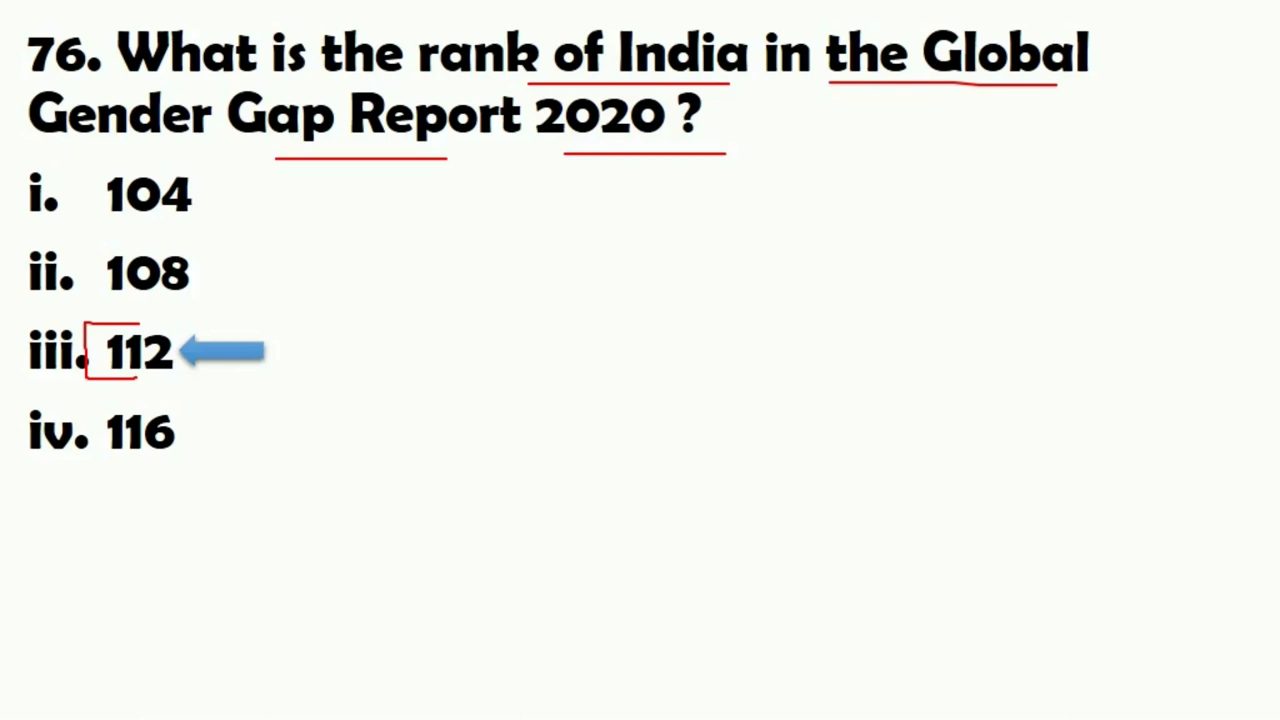 76. What is the rank of India in the Global
Gender Gap Report 2020 ?
i. 104
ii. 108
iii. 112
iv. 116